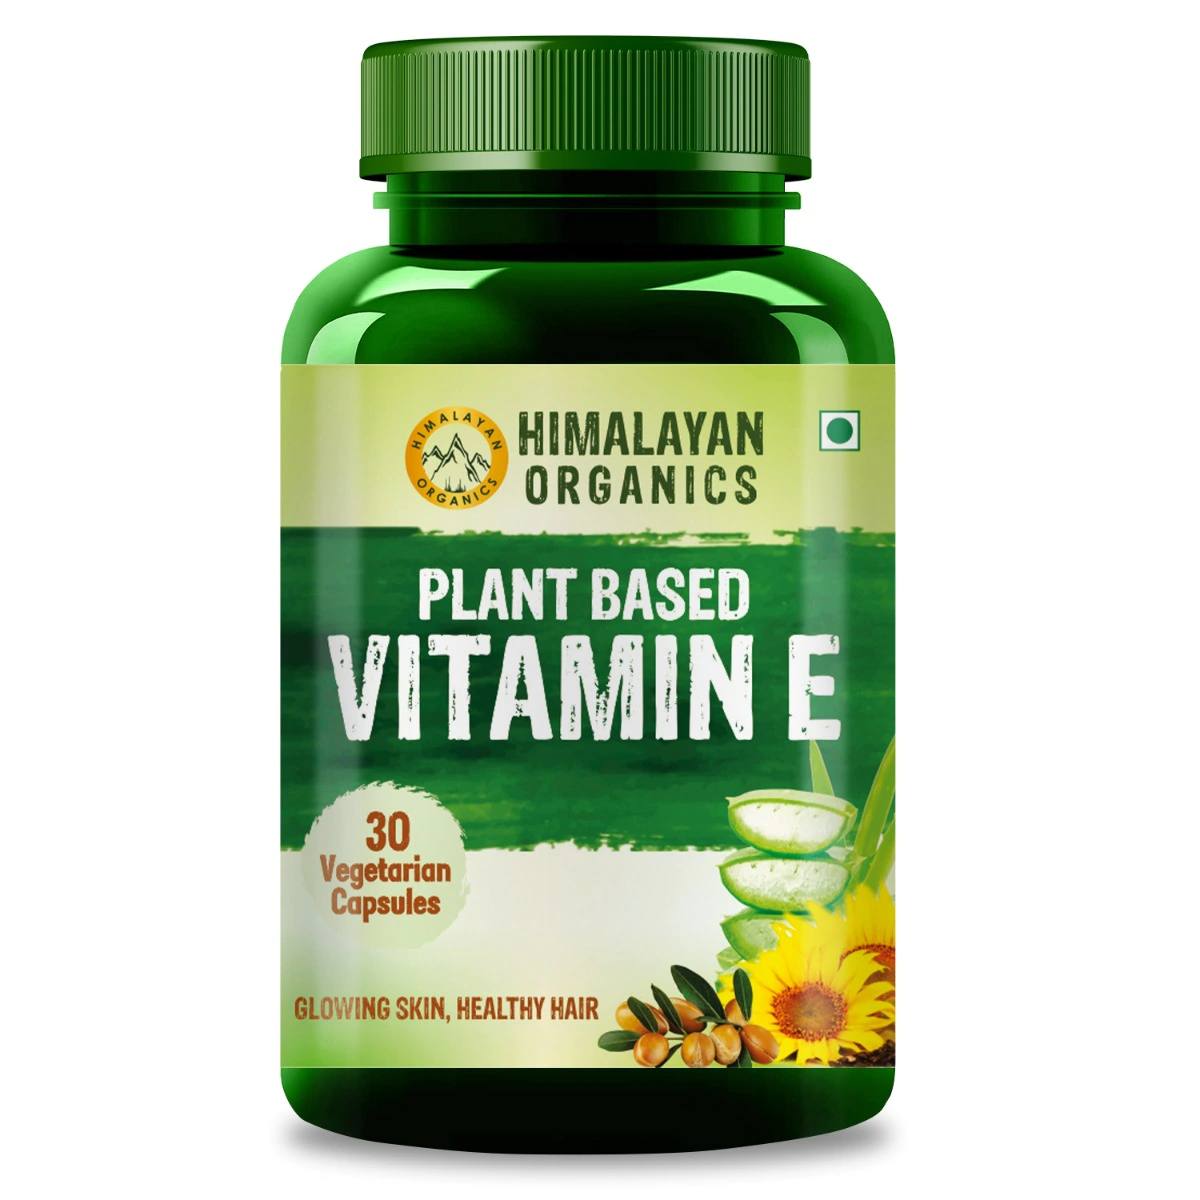 HIMALAYAN
ORGANICS
HIMALAYAN
ORGANICS
PLANT BASED
VITAMIN E
30
Vegetarian
Capsules
GLOWING SKIN, HEALTHY HAIR